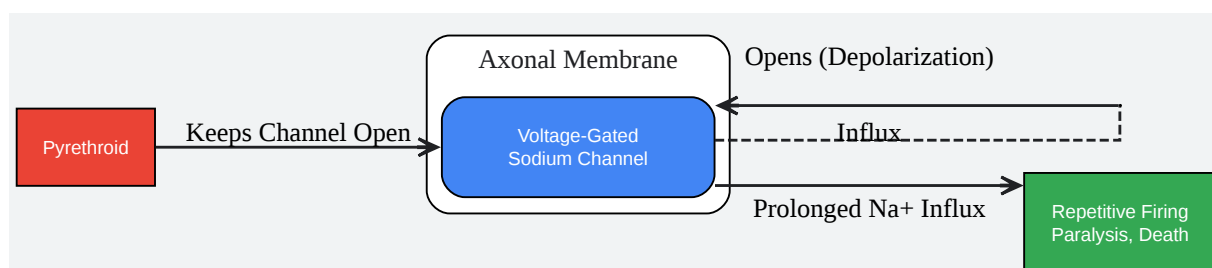 Axonal Membrane
Opens (Depolarization)
Pyrethroid
Keeps Channel Open
Voltage-Gated
Sodium Channel
Influx
Prolonged Na+ Influx
Repetitive Firing
Paralysis, Death